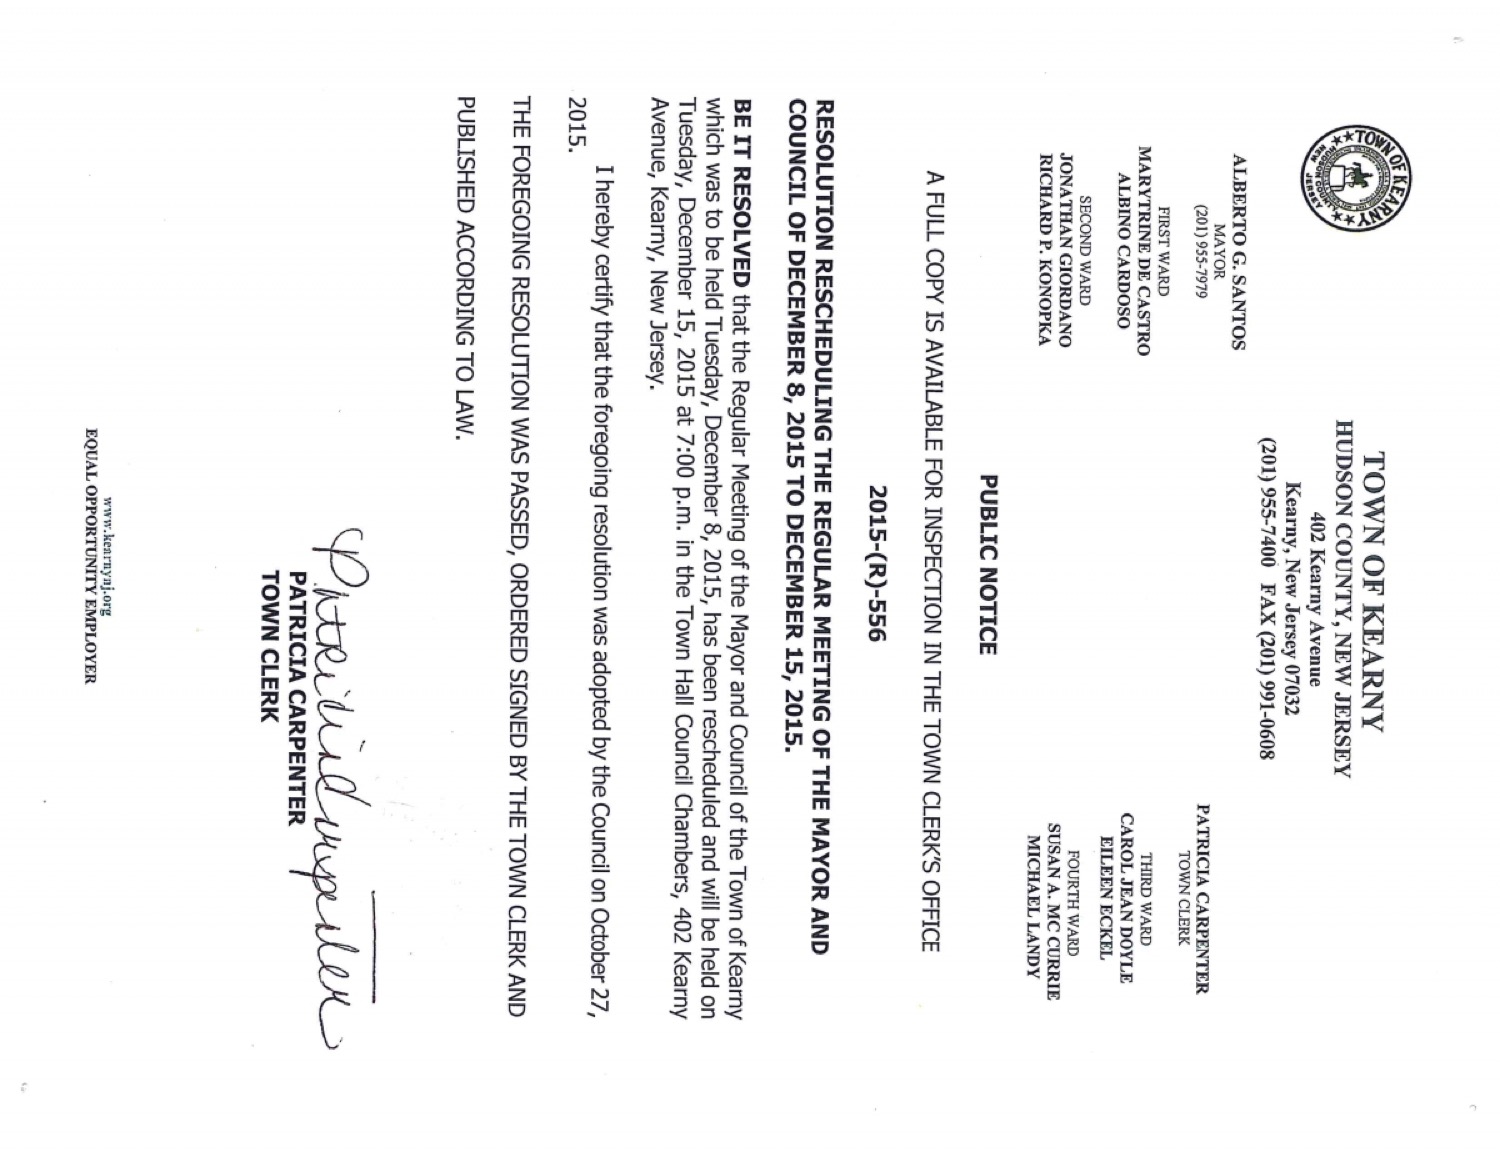 TOWN OF KEARNY
TOWN OF KEARNY
HUDSON COUNTY, NEW JERSEY
402 Kearny Avenue
Kearny, New Jersey 07032
(201) 955-7400 FAX (201) 991-0608
ALBERTO G. SANTOS
MAYOR
(201) 955-7979
PATRICIA CARPENTER
TOWN CLERK
FIRST WARD
MARYTRINE DE CASTRO
ALBINO CARDOSO
THIRD WARD
CAROL JEAN DOYLE
EILEEN ECKEL
SECOND WARD
JONATHAN GIORDANO
RICHARD P. KONOPKA
FOURTH WARD
SUSAN A. MC CURRIE
MICHAEL LANDY
PUBLIC NOTICE
A FULL COPY IS AVAILABLE FOR INSPECTION IN THE TOWN CLERK'S OFFICE
2015-(R)-556
RESOLUTION RESCHEDULING THE REGULAR MEETING OF THE MAYOR AND
COUNCIL OF DECEMBER 8, 2015 TO DECEMBER 15, 2015.
BE IT RESOLVED that the Regular Meeting of the Mayor and Council of the Town of Kearny
which was to be held Tuesday, December 8, 2015, has been rescheduled and will be held on
Tuesday, December 15, 2015 at 7:00 p.m. in the Town Hall Council Chambers, 402 Kearny
Avenue, Kearny, New Jersey.
I hereby certify that the foregoing resolution was adopted by the Council on October 27,
2015.
THE FOREGOING RESOLUTION WAS PASSED, ORDERED SIGNED BY THE TOWN CLERK AND
PUBLISHED ACCORDING TO LAW.
Patricia Carpenter
PATRICIA CARPENTER
TOWN CLERK
www.kearnynj.org
EQUAL OPPORTUNITY EMPLOYER